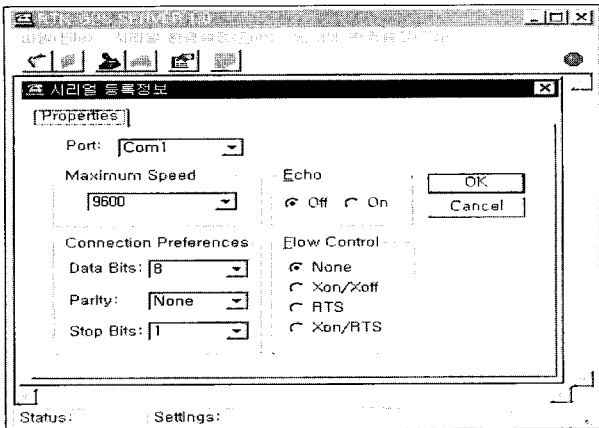 시리얼 등록정보
Properties
Port: Com1
Maximum Speed
9600
Echo
Off On
OK
Cancel
Connection Preferences
Data Bits: 8
Parity: None
Stop Bits: 1
Flow Control
None
Xon/Xoff
RTS
Xon/RTS
Status: Settings: